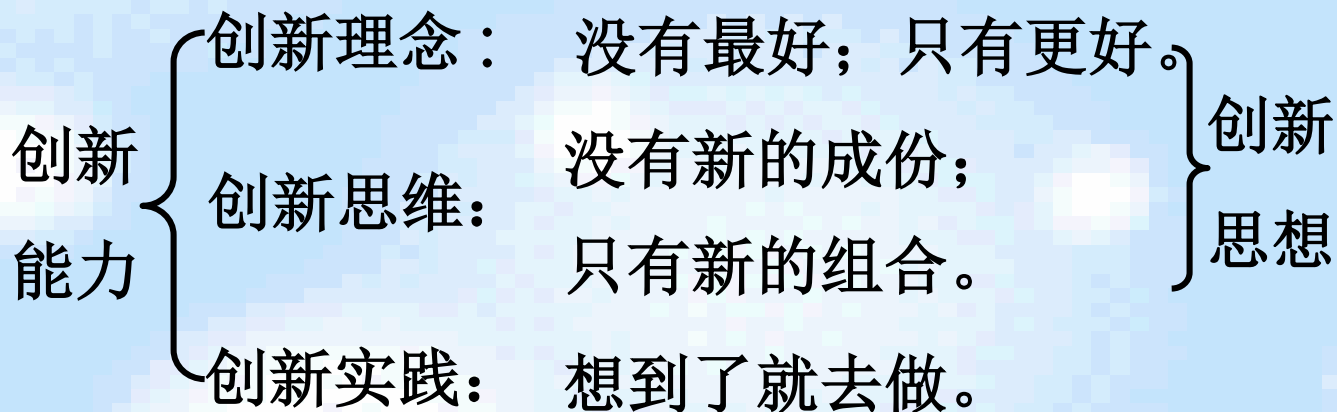 创新理念： 没有最好；只有更好。
创新
能力
创新思维：
没有新的成份；
只有新的组合。
创新
思想
创新实践： 想到了就去做。